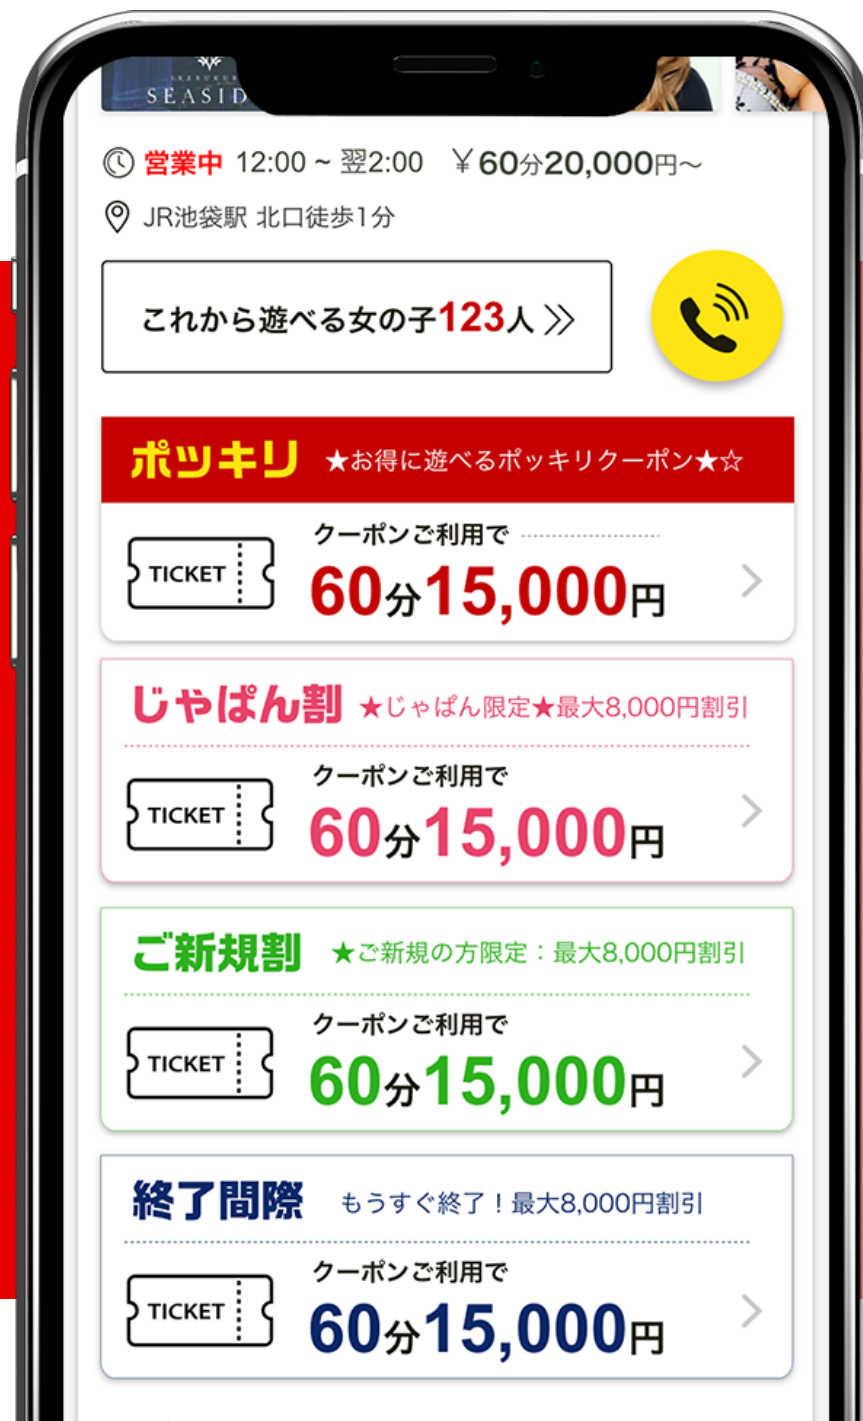 SEASID
営業中 12:00 ~ 翌2:00 ￥60分20,000円～
JR池袋駅 北口徒歩1分
これから遊べる女の子123人
ポッキリ ★お得に遊べるポッキリクーポン★☆
クーポンご利用で
TICKET
60分15,000円
じゃぱん割 ★じゃぱん限定★最大8,000円割引
クーポンご利用で
TICKET
60分15,000円
ご新規割 ★ご新規の方限定：最大8,000円割引
クーポンご利用で
TICKET
60分15,000円
終了間際 もうすぐ終了！最大8,000円割引
クーポンご利用で
TICKET
60分15,000円